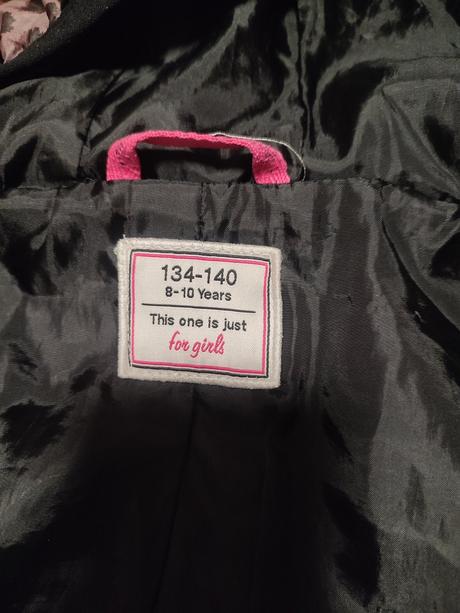 134-140
8-10 Years
This one is just
for girls